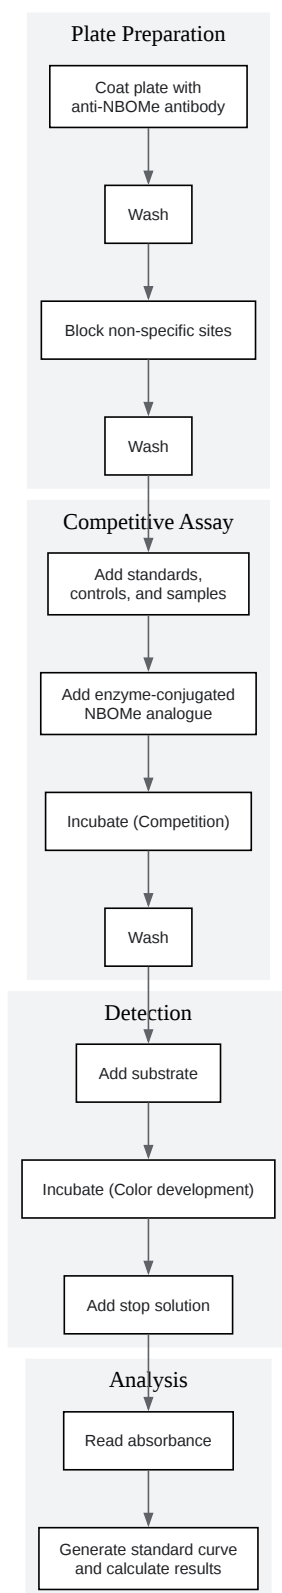 Plate Preparation
Coat plate with
anti-NBOMe antibody
Wash
Block non-specific sites
Wash
Competitive Assay
Add standards,
controls, and samples
Add enzyme-conjugated
NBOMe analogue
Incubate (Competition)
Wash
Detection
Add substrate
Incubate (Color development)
Add stop solution
Analysis
Read absorbance
Generate standard curve
and calculate results